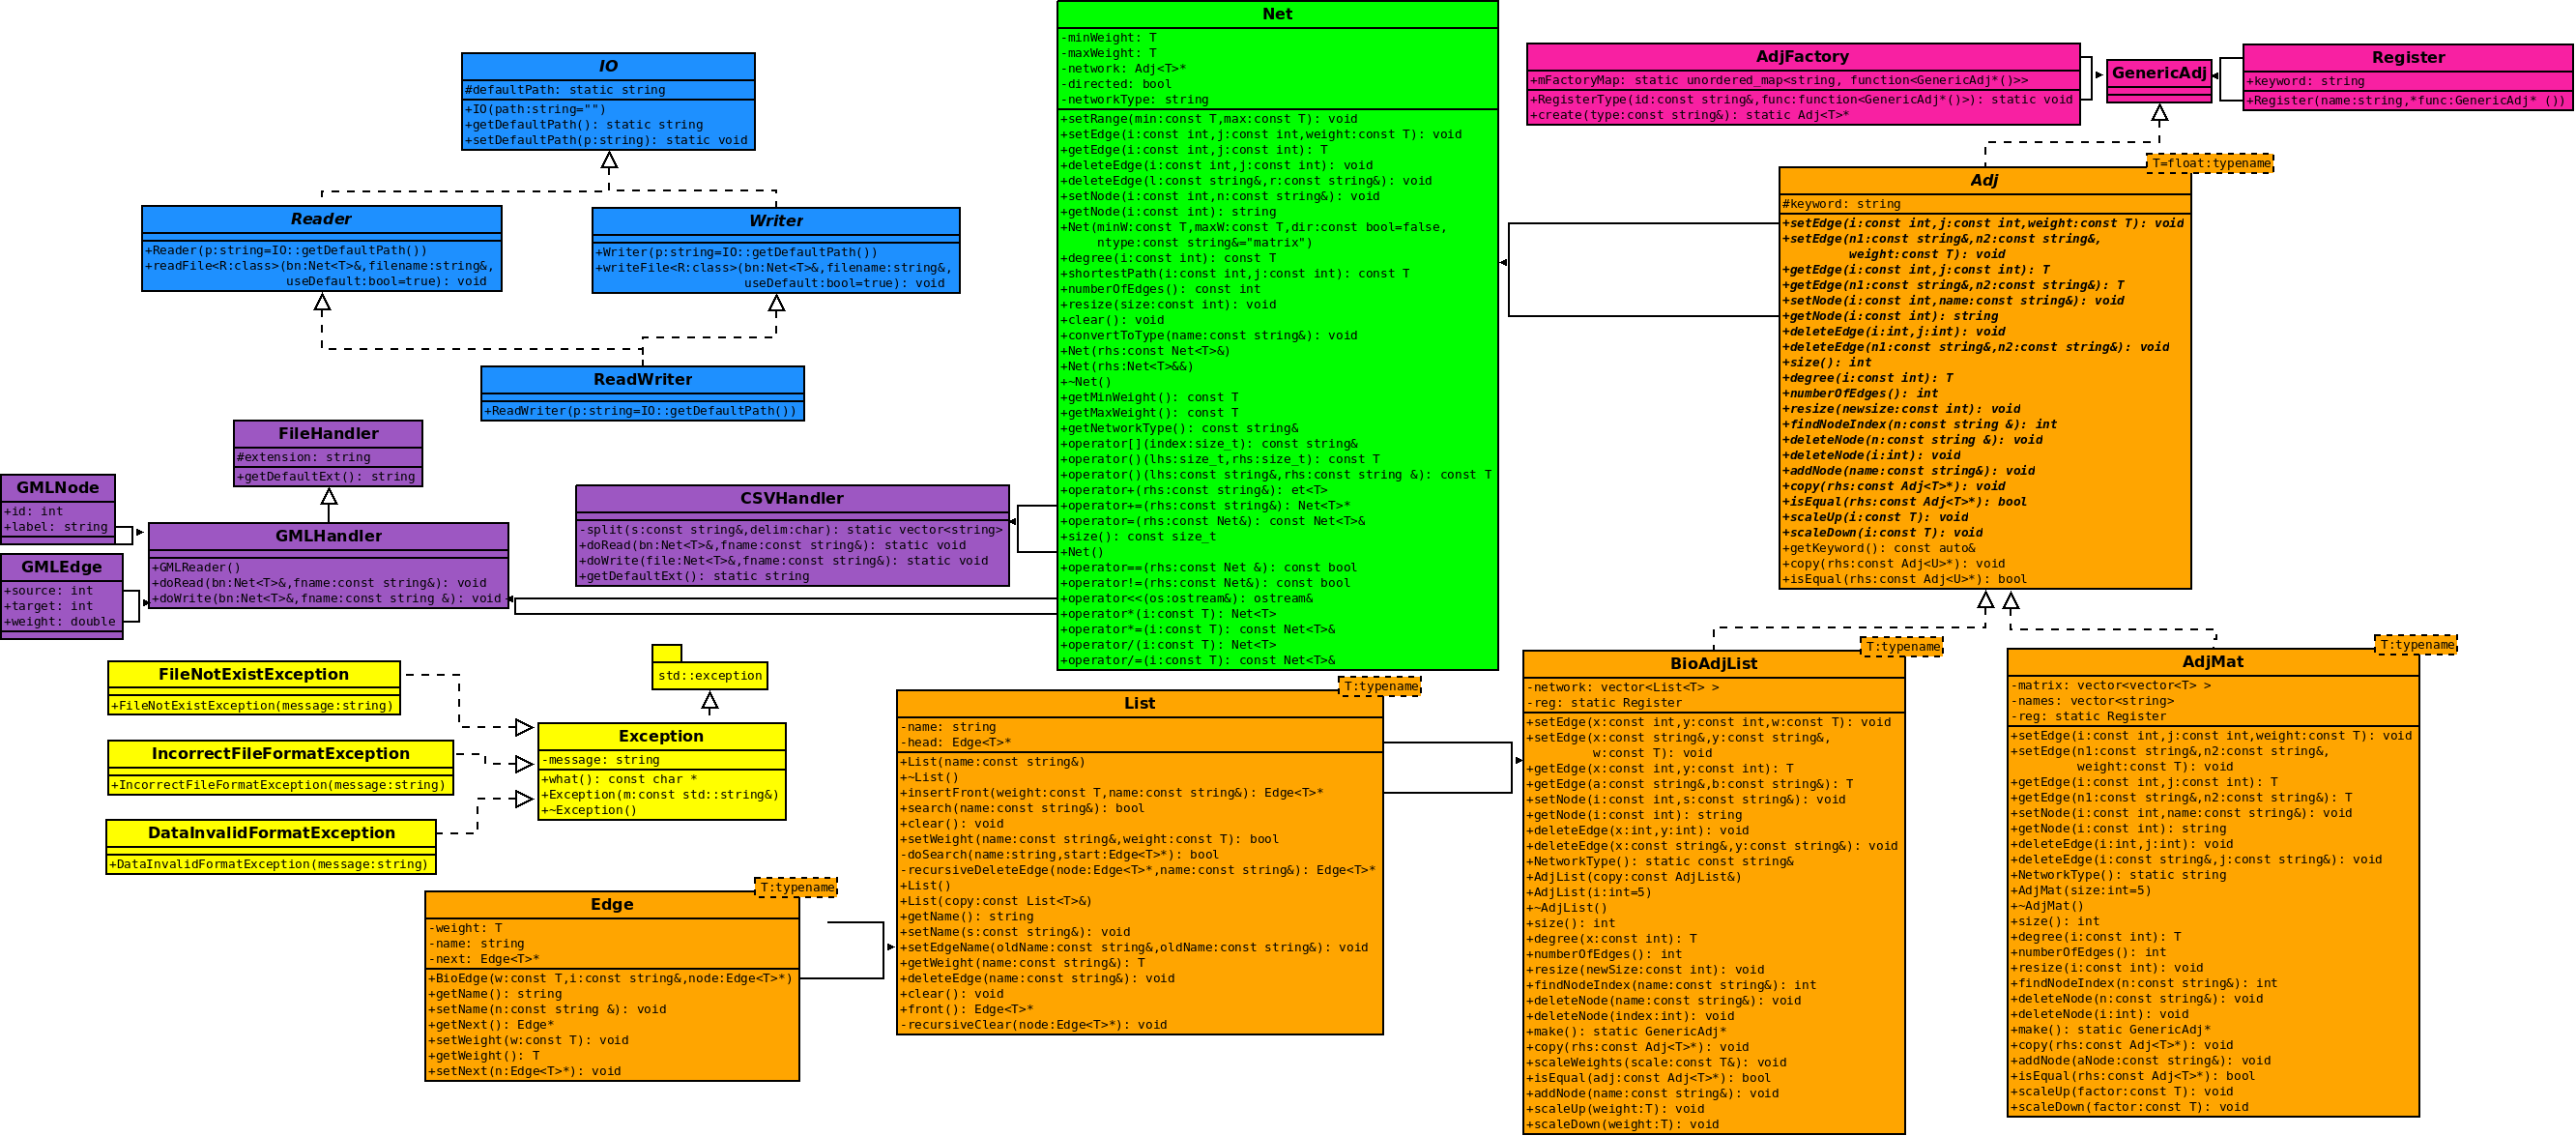 IO
#defaultPath: static string
+IO(path:string="")
+getDefaultPath(): static string
+setDefaultPath(p:string): static void
Reader
+Reader(p:string=IO::getDefaultPath())
+readFile<R:class>(bn:Net<T>&,filename:string&,
useDefault:bool=true): void
Writer
+Writer(p:string=IO::getDefaultPath())
+writeFile<R:class>(bn:Net<T>&,filename:string&,
useDefault:bool=true): void
ReadWriter
+ReadWriter(p:string=IO::getDefaultPath())
FileHandler
#extension: string
+getDefaultExt(): string
GMLNode
+id: int
+label: string
GMLEdge
+source: int
+target: int
+weight: double
GMLHandler
+GMLReader()
+doRead(bn:Net<T>&,fname:const string&): void
+doWrite(bn:Net<T>&,fname:const string &): void
CSVHandler
-split(s:const string&,delim:char): static vector<string>
+doRead(bn:Net<T>&,fname:const string&): static void
+doWrite(file:Net<T>&,fname:const string&): static void
+getDefaultExt(): static string
Net
-minWeight: T
-maxWeight: T
-network: Adj<T>*
-directed: bool
-networkType: string
+setRange(min:const T,max:const T): void
+setEdge(i:const int,j:const int,weight:const T): void
+getEdge(i:const int,j:const int): T
+deleteEdge(i:const int,j:const int): void
+deleteEdge(l:const string&,r:const string&): void
+setNode(i:const int,n:const string&): void
+getNode(i:const int): string
+Net(minW:const T,maxW:const T,dir:const bool=false,
ntype:const string&="matrix")
+degree(i:const int): const T
+shortestPath(i:const int,j:const int): const T
+numberOfEdges(): const int
+resize(size:const int): void
+clear(): void
+convertToType(name:const string&): void
+Net(rhs:const Net<T>&)
+Net(rhs:Net<T>&&)
+~Net()
+getMinWeight(): const T
+getMaxWeight(): const T
+getNetworkType(): const string&
+operator[](index:size_t): const string&
+operator()(lhs:size_t,rhs:size_t): const T
+operator()(lhs:const string&,rhs:const string &): const T
+operator+(rhs:const string&): et<T>
+operator+=(rhs:const string&): Net<T>*
+operator=(rhs:const Net&): const Net<T>&
+size(): const size_t
+Net()
+operator==(rhs:const Net &): const bool
+operator!=(rhs:const Net&): const bool
+operator<<(os:ostream&): ostream&
+operator*(i:const T): Net<T>
+operator*=(i:const T): const Net<T>&
+operator/(i:const T): Net<T>
+operator/=(i:const T): const Net<T>&
AdjFactory
+mFactoryMap: static unordered_map<string, function<GenericAdj*()>>
+RegisterType(id:const string&,func:function<GenericAdj*()>): static void
+create(type:const string&): static Adj<T>*
GenericAdj
Register
+keyword: string
+Register(name:string,*func:GenericAdj* ())
T=float:typename
Adj
#keyword: string
+setEdge(i:const int,j:const int,weight:const T): void
+setEdge(n1:const string&,n2:const string&,
weight:const T): void
+getEdge(i:const int,j:const int): T
+getEdge(n1:const string&,n2:const string&): T
+setNode(i:const int,name:const string&): void
+getNode(i:const int): string
+deleteEdge(i:int,j:int): void
+deleteEdge(n1:const string&,n2:const string&): void
+size(): int
+degree(i:const int): T
+numberOfEdges(): int
+resize(newsize:const int): void
+findNodeIndex(n:const string &): int
+deleteNode(n:const string &): void
+deleteNode(i:int): void
+addNode(name:const string&): void
+copy(rhs:const Adj<T>*): void
+isEqual(rhs:const Adj<T>*): bool
+scaleUp(i:const T): void
+scaleDown(i:const T): void
+getKeyword(): const auto&
+copy(rhs:const Adj<U>*): void
+isEqual(rhs:const Adj<U>*): bool
FileNotExistException
+FileNotExistException(message:string)
IncorrectFileFormatException
+IncorrectFileFormatException(message:string)
DataInvalidFormatException
+DataInvalidFormatException(message:string)
std::exception
Exception
-message: string
+what(): const char *
+Exception(m:const std::string&)
+~Exception()
T:typename
Edge
-weight: T
-name: string
-next: Edge<T>*
+BioEdge(w:const T,i:const string&,node:Edge<T>*)
+getName(): string
+setName(n:const string &): void
+getNext(): Edge*
+setWeight(w:const T): void
+getWeight(): T
+setNext(n:Edge<T>*): void
T:typename
List
-name: string
-head: Edge<T>*
+List(name:const string&)
+~List()
+insertFront(weight:const T,name:const string&): Edge<T>*
+search(name:const string&): bool
+clear(): void
+setWeight(name:const string&,weight:const T): bool
-doSearch(name:string,start:Edge<T>*): bool
-recursiveDeleteEdge(node:Edge<T>*,name:const string&): Edge<T>*
+List()
+List(copy:const List<T>&)
+getName(): string
+setName(s:const string&): void
+setEdgeName(oldName:const string&,oldName:const string&): void
+getWeight(name:const string&): T
+deleteEdge(name:const string&): void
+clear(): void
+front(): Edge<T>*
-recursiveClear(node:Edge<T>*): void
T:typename
BioAdjList
-network: vector<List<T> >
-reg: static Register
+setEdge(x:const int,y:const int,w:const T): void
+setEdge(x:const string&,y:const string&,
w:const T): void
+getEdge(x:const int,y:const int): T
+getEdge(a:const string&,b:const string&): T
+setNode(i:const int,s:const string&): void
+getNode(i:const int): string
+deleteEdge(x:int,y:int): void
+deleteEdge(x:const string&,y:const string&): void
+NetworkType(): static const string&
+AdjList(copy:const AdjList&)
+AdjList(i:int=5)
+~AdjList()
+size(): int
+degree(x:const int): T
+numberOfEdges(): int
+resize(newSize:const int): void
+findNodeIndex(name:const string&): int
+deleteNode(name:const string&): void
+deleteNode(index:int): void
+make(): static GenericAdj*
+copy(rhs:const Adj<T>*): void
+scaleWeights(scale:const T&): void
+isEqual(adj:const Adj<T>*): bool
+addNode(name:const string&): void
+scaleUp(weight:T): void
+scaleDown(weight:T): void
T:typename
AdjMat
-matrix: vector<vector<T> >
-names: vector<string>
-reg: static Register
+setEdge(i:const int,j:const int,weight:const T): void
+setEdge(n1:const string&,n2:const string&,
weight:const T): void
+getEdge(i:const int,j:const int): T
+getEdge(n1:const string&,n2:const string&): T
+setNode(i:const int,name:const string&): void
+getNode(i:const int): string
+deleteEdge(i:int,j:int): void
+deleteEdge(i:const string&,j:const string&): void
+NetworkType(): static string
+AdjMat(size:int=5)
+~AdjMat()
+size(): int
+degree(i:const int): T
+numberOfEdges(): int
+resize(i:const int): void
+findNodeIndex(n:const string&): int
+deleteNode(n:const string&): void
+deleteNode(i:int): void
+make(): static GenericAdj*
+copy(rhs:const Adj<T>*): void
+addNode(aNode:const string&): void
+isEqual(rhs:const Adj<T>*): bool
+scaleUp(factor:const T): void
+scaleDown(factor:const T): void